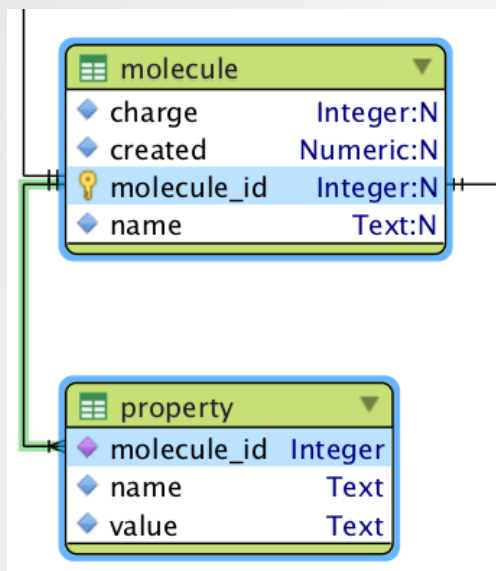 molecule
charge Integer:N
created Numeric:N
molecule_id Integer:N
name Text:N
property
molecule_id Integer
name Text
value Text